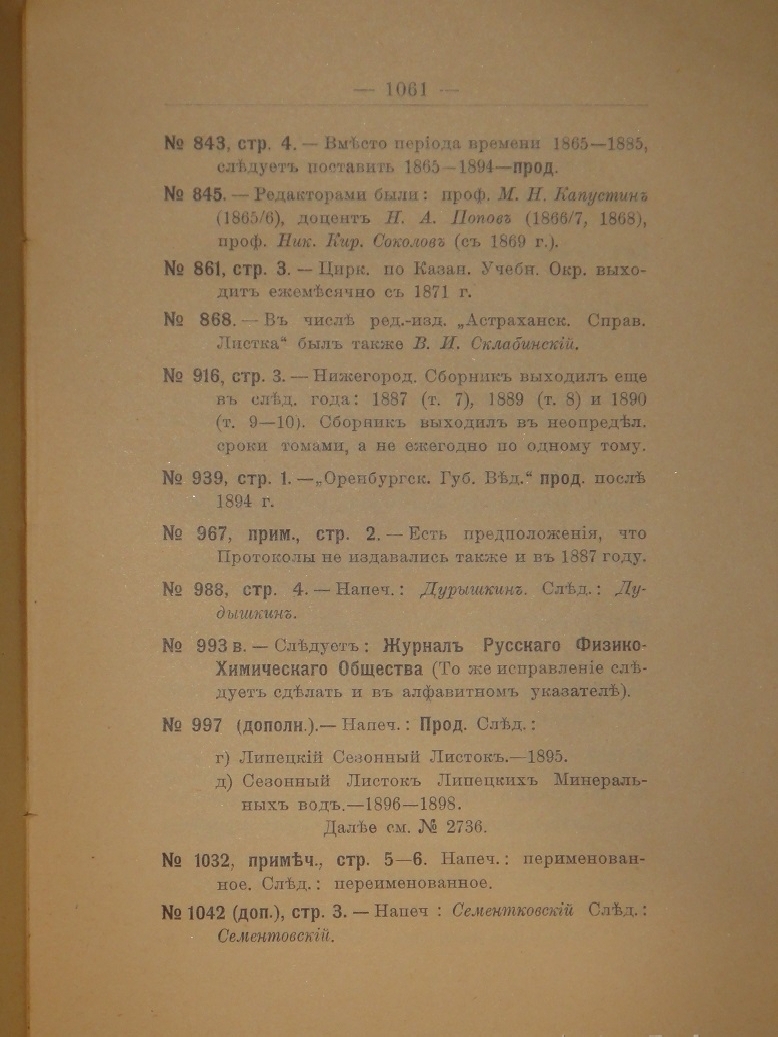 — 1061 —
№ 843, стр. 4. — Вмѣсто періода времени 1865—1885,
слѣдуетъ поставить 1865—1894—прод.
№ 845. — Редакторами были: проф. М. Н. Капустинъ
(1865/6), доцентъ Н. А. Поповъ (1866/7, 1868),
проф. Ник. Кир. Соколовъ (съ 1869 г.).
№ 861, стр. 3. — Цирк. по Казан. Учебн. Окр. выхо-
дитъ ежемѣсячно съ 1871 г.
№ 868. — Въ числѣ ред.-изд. „Астраханск. Справ.
Листка“ былъ также В. И. Склабинскій.
№ 916, стр. 3. — Нижегород. Сборникъ выходилъ еще
въ слѣд. года: 1887 (т. 7), 1889 (т. 8) и 1890
(т. 9—10). Сборникъ выходилъ въ неопредѣл.
сроки томами, а не ежегодно по одному тому.
№ 939, стр. 1. —„Оренбургск. Губ. Вѣд.“ прод. послѣ
1894 г.
№ 967, прим., стр. 2. — Есть предположенія, что
Протоколы не издавались также и въ 1887 году.
№ 988, стр. 4. — Напеч.: Дурышкинъ. Слѣд.: Лу-
дышкинъ.
№ 993 в. — Слѣдуетъ: Журналъ Русскаго Физико-
Химическаго Общества (То же исправленіе слѣ-
дуетъ сдѣлать и въ алфавитномъ указателѣ).
№ 997 (дополн.).— Напеч.: Прод. Слѣд.:
г) Липецкій Сезонный Листокъ.—1895.
д) Сезонный Листокъ Липецкихъ Минераль-
ныхъ водъ.—1896—1898.
Далѣе см. № 2736.
№ 1032, примѣч., стр. 5—6. Напеч.: перименован-
ное. Слѣд.: переименованное.
№ 1042 (доп.), стр. 3. — Напеч : Сементковскій Слѣд.:
Сементовскій.